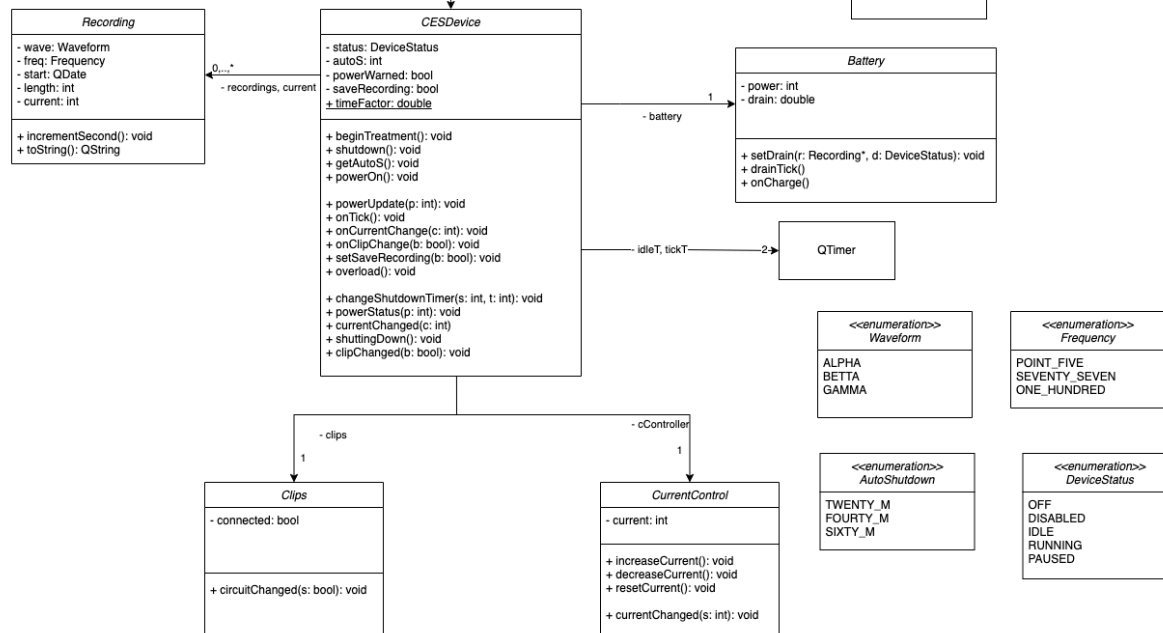 Recording
- wave: Waveform
- freq: Frequency
- start: QDate
- length: int
- current: int
+ incrementSecond(): void
+ toString(): QString
0,..,*
- recordings, current
CESDevice
- status: DeviceStatus
- autoS: int
- powerWarned: bool
- saveRecording: bool
+ timeFactor: double
+ beginTreatment(): void
+ shutdown(): void
+ getAutoS(): void
+ powerOn(): void
+ powerUpdate(p: int): void
+ onTick(): void
+ onCurrentChange(c: int): void
+ onClipChange(b: bool): void
+ setSaveRecording(b: bool): void
+ overload(): void
+ changeShutdownTimer(s: int, t: int): void
+ powerStatus(p: int): void
+ currentChanged(c: int)
+ shuttingDown(): void
+ clipChanged(b: bool): void
1
- battery
Battery
- power: int
- drain: double
+ setDrain(r: Recording*, d: DeviceStatus): void
+ drainTick()
+ onCharge()
- idleT, tickT
2
QTimer
<<enumeration>>
Waveform
ALPHA
BETTA
GAMMA
<<enumeration>>
Frequency
POINT_FIVE
SEVENTY_SEVEN
ONE_HUNDRED
- clips
1
- cController
1
Clips
- connected: bool
+ circuitChanged(s: bool): void
CurrentControl
- current: int
+ increaseCurrent(): void
+ decreaseCurrent(): void
+ resetCurrent(): void
+ currentChanged(s: int): void
<<enumeration>>
AutoShutdown
TWENTY_M
FOURTY_M
SIXTY_M
<<enumeration>>
DeviceStatus
OFF
DISABLED
IDLE
RUNNING
PAUSED